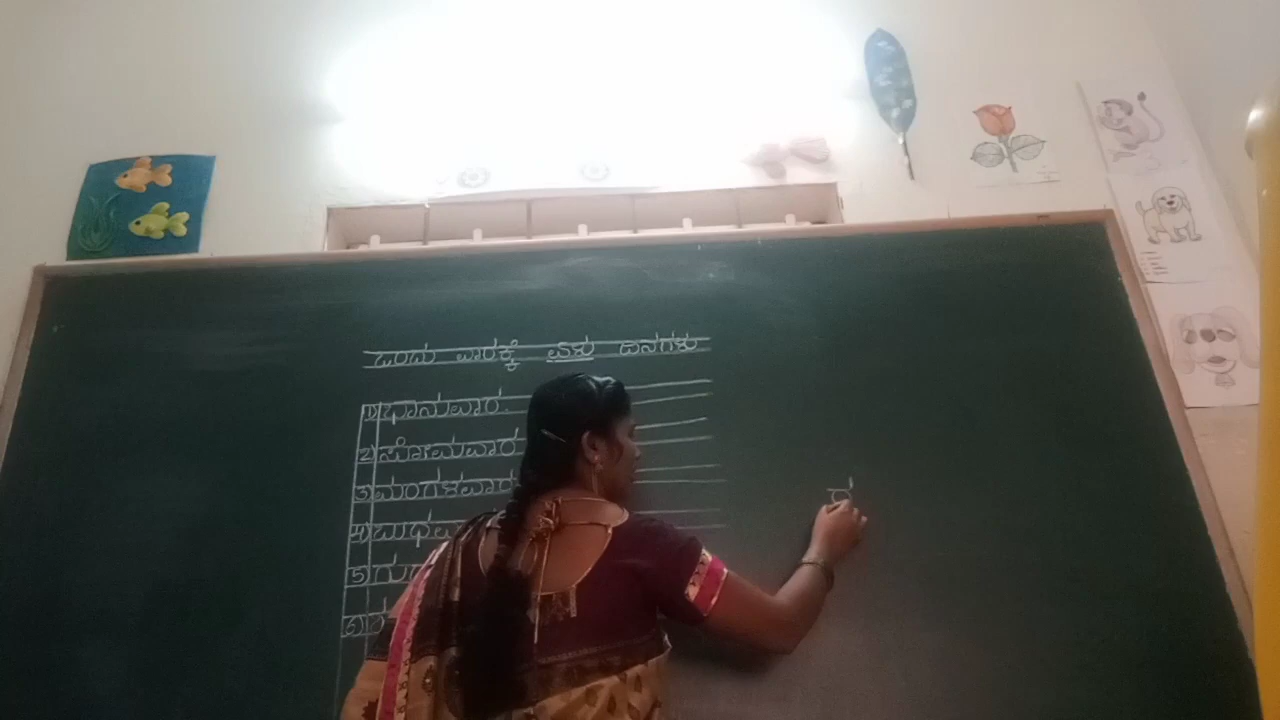 ಒಂದು ವಾರಕ್ಕೆ ಏಳು ದಿನಗಳು
1) ಭಾನುವಾರ.
2) ಸೋಮವಾರ
3) ಮಂಗಳವಾರ
4) ಬುಧ
5) ಗು
6)